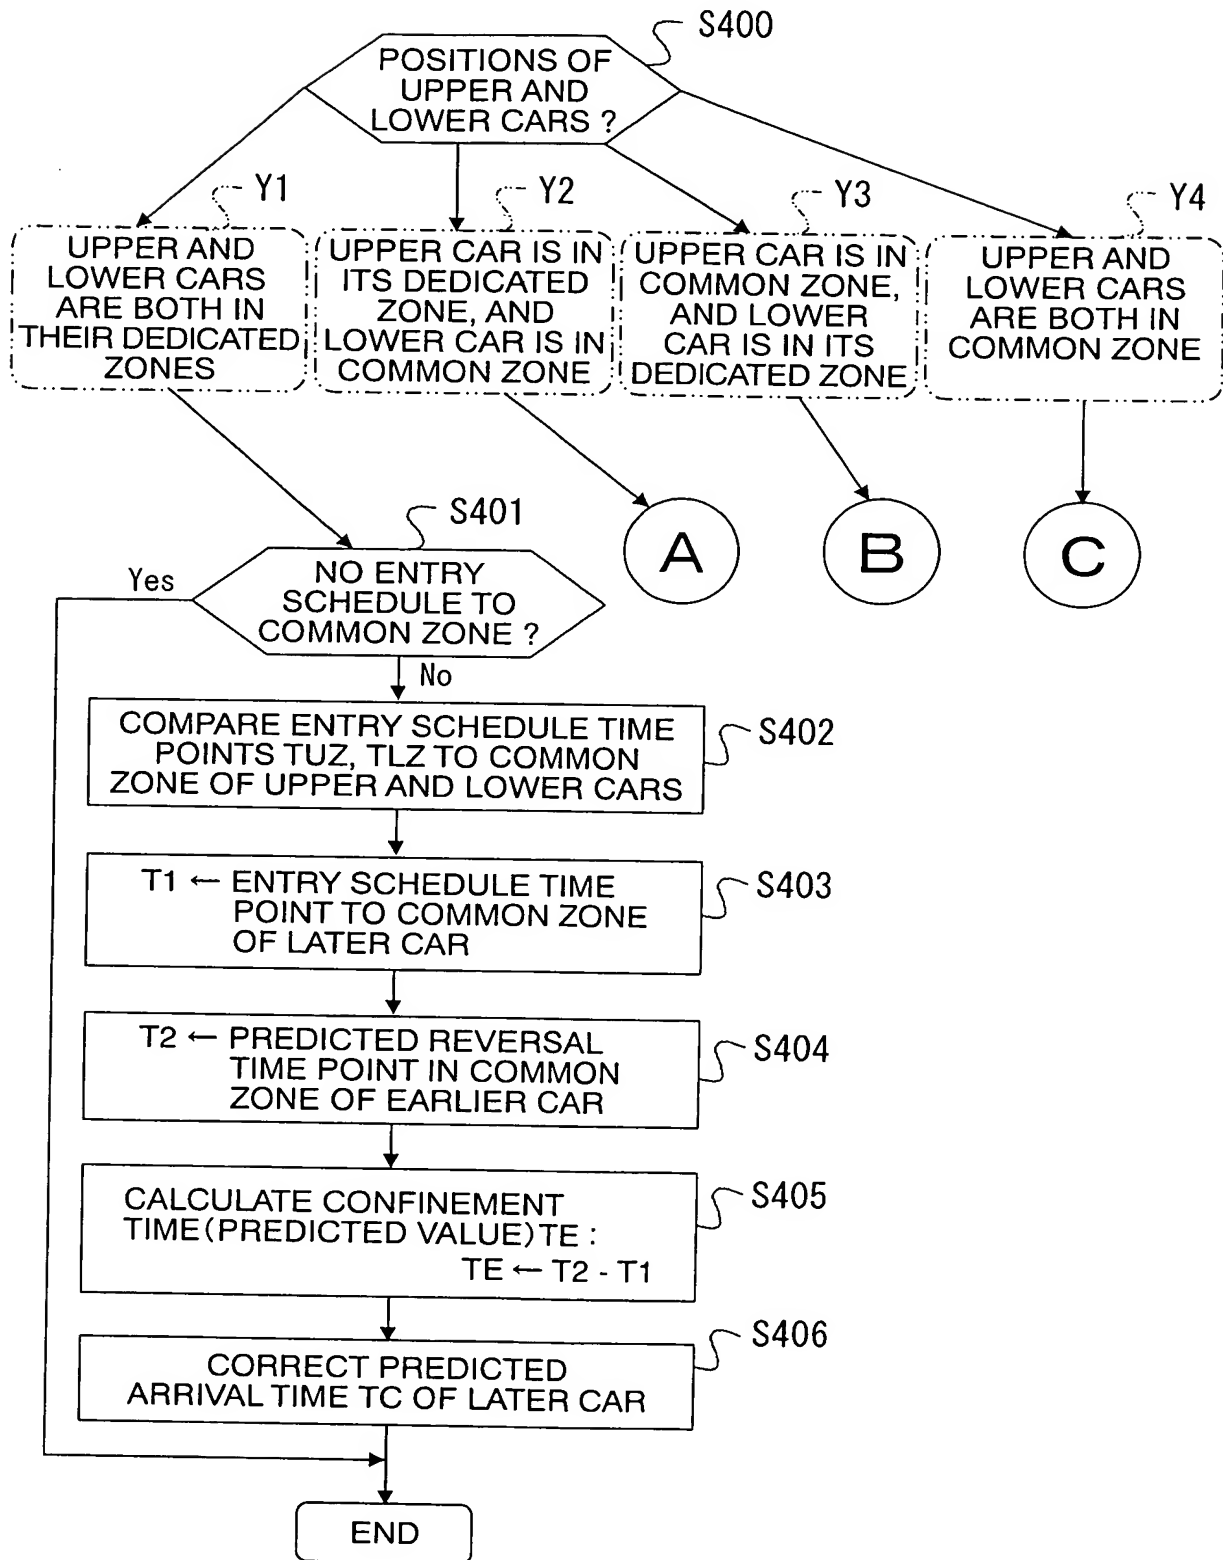 S400
POSITIONS OF
UPPER AND
LOWER CARS ?
Y1
UPPER AND
LOWER CARS
ARE BOTH IN
THEIR DEDICATED
ZONES
Y2
UPPER CAR IS IN
ITS DEDICATED
ZONE, AND
LOWER CAR IS IN
COMMON ZONE
Y3
UPPER CAR IS IN
COMMON ZONE,
AND LOWER
CAR IS IN ITS
DEDICATED ZONE
Y4
UPPER AND
LOWER CARS
ARE BOTH IN
COMMON ZONE
A
B
C
S401
NO ENTRY
SCHEDULE TO
COMMON ZONE ?
Yes
No
COMPARE ENTRY SCHEDULE TIME
POINTS TUZ, TLZ TO COMMON
ZONE OF UPPER AND LOWER CARS
S402
T1 ← ENTRY SCHEDULE TIME
POINT TO COMMON ZONE
OF LATER CAR
S403
T2 ← PREDICTED REVERSAL
TIME POINT IN COMMON
ZONE OF EARLIER CAR
S404
CALCULATE CONFINEMENT
TIME(PREDICTED VALUE)TE :
TE ← T2 - T1
S405
CORRECT PREDICTED
ARRIVAL TIME TC OF LATER CAR
S406
END